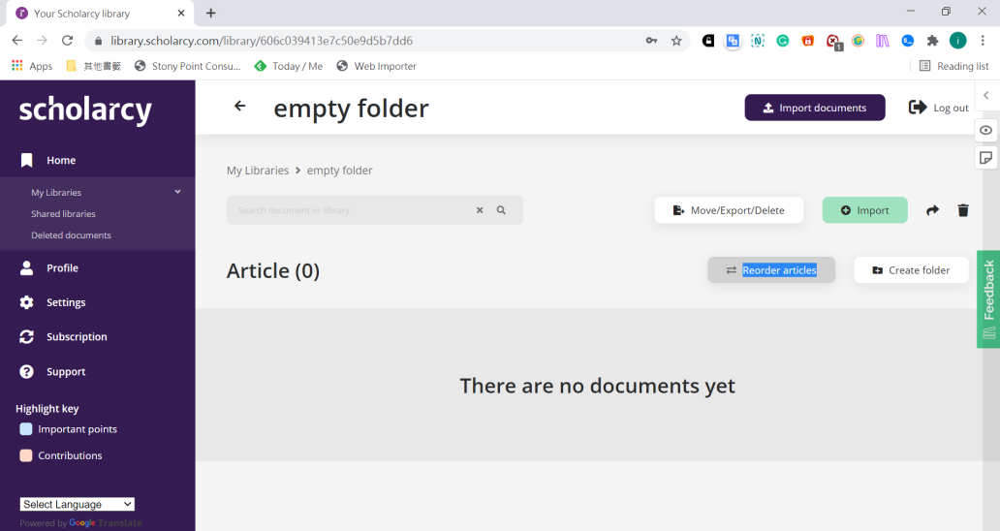 Your Scholarcy library
library.scholarcy.com/library/606c039413e7c50e9d5b7dd6
Apps 其他書籤 Stony Point Consu... Today / Me Web Importer Reading list
scholarcy
empty folder
Import documents
Log out
Home
My Libraries
Shared libraries
Deleted documents
Profile
Settings
Subscription
Support
Highlight key
Important points
Contributions
Select Language
Powered by Google Translate
My Libraries > empty folder
Search document or library
Move/Export/Delete
Import
Article (0)
Reorder articles
Create folder
There are no documents yet
Feedback